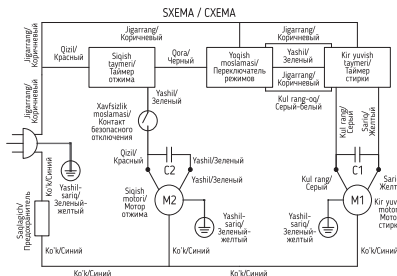 SXEMA / СХЕМА
Jigarrang/
Коричневый
Jigarrang/
Коричневый
Qizil/
Красный
Siqish
taymeri/
Таймер
отжима
Qora/
Черный
Yoqish
moslamasi/
Переключатель
режимов
Jigarrang/
Коричневый
Yashil/
Зеленый
Jigarrang/
Коричневый
Kir yuvish
taymeri/
Таймер
стирки
Kul rang-oq/
Серый-белый
Jigarrang/
Коричневый
Yashil/
Зеленый
Xavfsizlik
moslamasi/
Контакт
безопасного
отключения
Kul rang/
Серый
Sariq/
Желтый
Qizil/
Красный
C2
Yashil/Зеленый
Yashil/Зеленый
C1
Ko'k/Синий
Yashil-
sariq/
Зеленый-
желтый
Siqish
motori/
Мотор
отжима
M2
Kul rang/
Серый
M1
Sari
Желт
Kir yuv
moto
Мото
стирк
Saqlagich/
Предохранитель
Yashil-
sariq/
Зеленый-
желтый
Yashil-
sariq/
Зеленый-
желтый
Ko'k/Синий
Ko'k/Синий
Ko'k/Синий
Ko'k/Синий
Ko'k/Синий